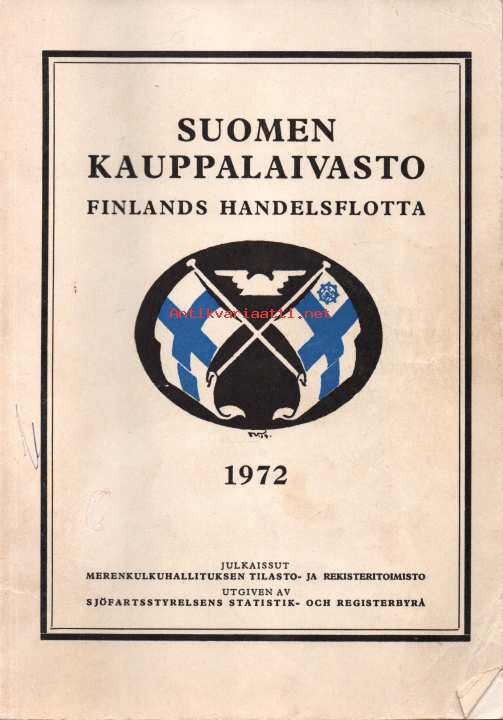 SUOMEN
KAUPPALAIVASTO
FINLANDS HANDELSFLOTTA
Antikvariaatti.net
1972
JULKAISSUT
MERENKULKUHALLITUKSEN TILASTO- JA REKISTERITOIMISTO
UTGIVEN AV
SJÖFARTSSTYRELSENS STATISTIK- OCH REGISTERBYRÅ